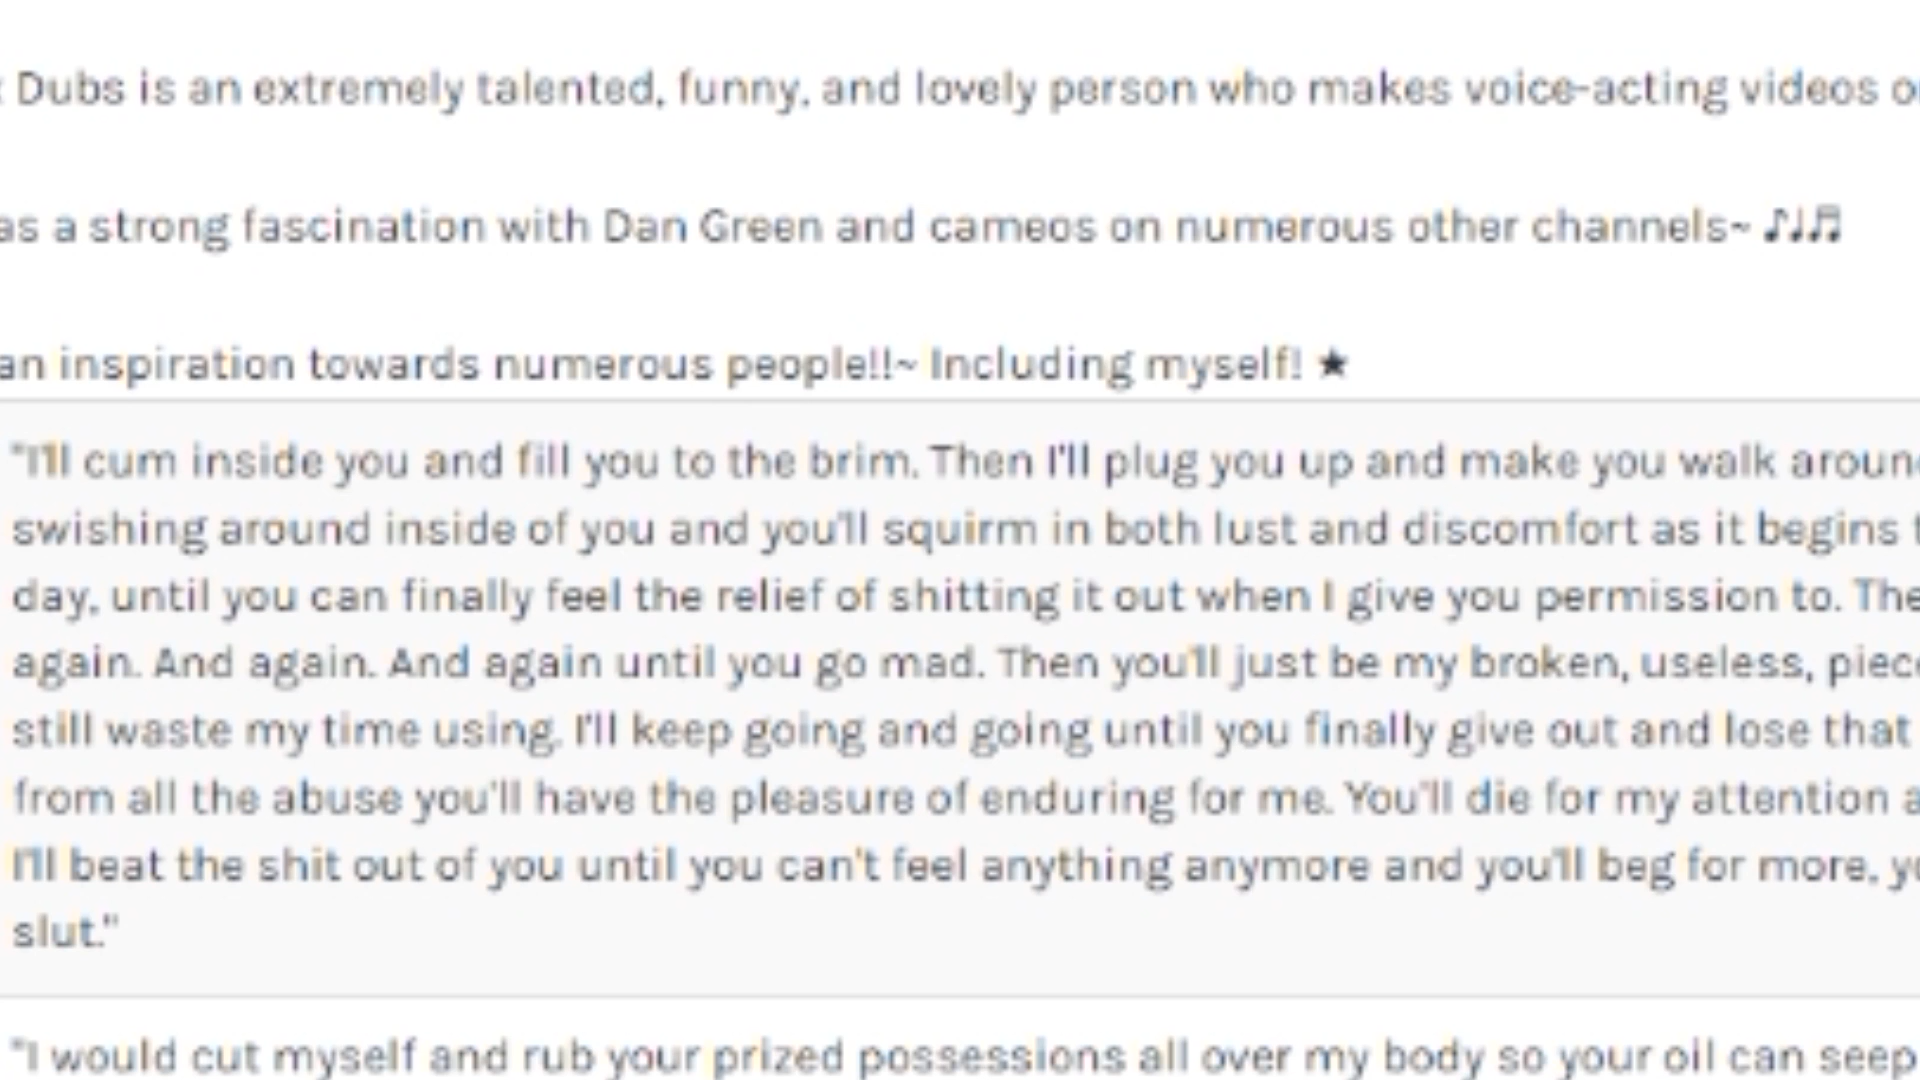 Dubs is an extremely talented, funny, and lovely person who makes voice-acting videos
as a strong fascination with Dan Green and cameos on numerous other channels~ ♪♩♬
an inspiration towards numerous people!!~ Including myself! ★
"I'll cum inside you and fill you to the brim. Then I'll plug you up and make you walk
swishing around inside of you and you'll squirm in both lust and discomfort as it begins
day, until you can finally feel the relief of shitting it out when I give you permission to.
again. And again. And again until you go mad. Then you'll just be my broken, useless,
still waste my time using. I'll keep going and going until you finally give out and lose that
from all the abuse you'll have the pleasure of enduring for me. You'll die for my attention
I'll beat the shit out of you until you can't feel anything anymore and you'll beg for more,
slut."
"I would cut myself and rub your prized possessions all over my body so your oil can seep